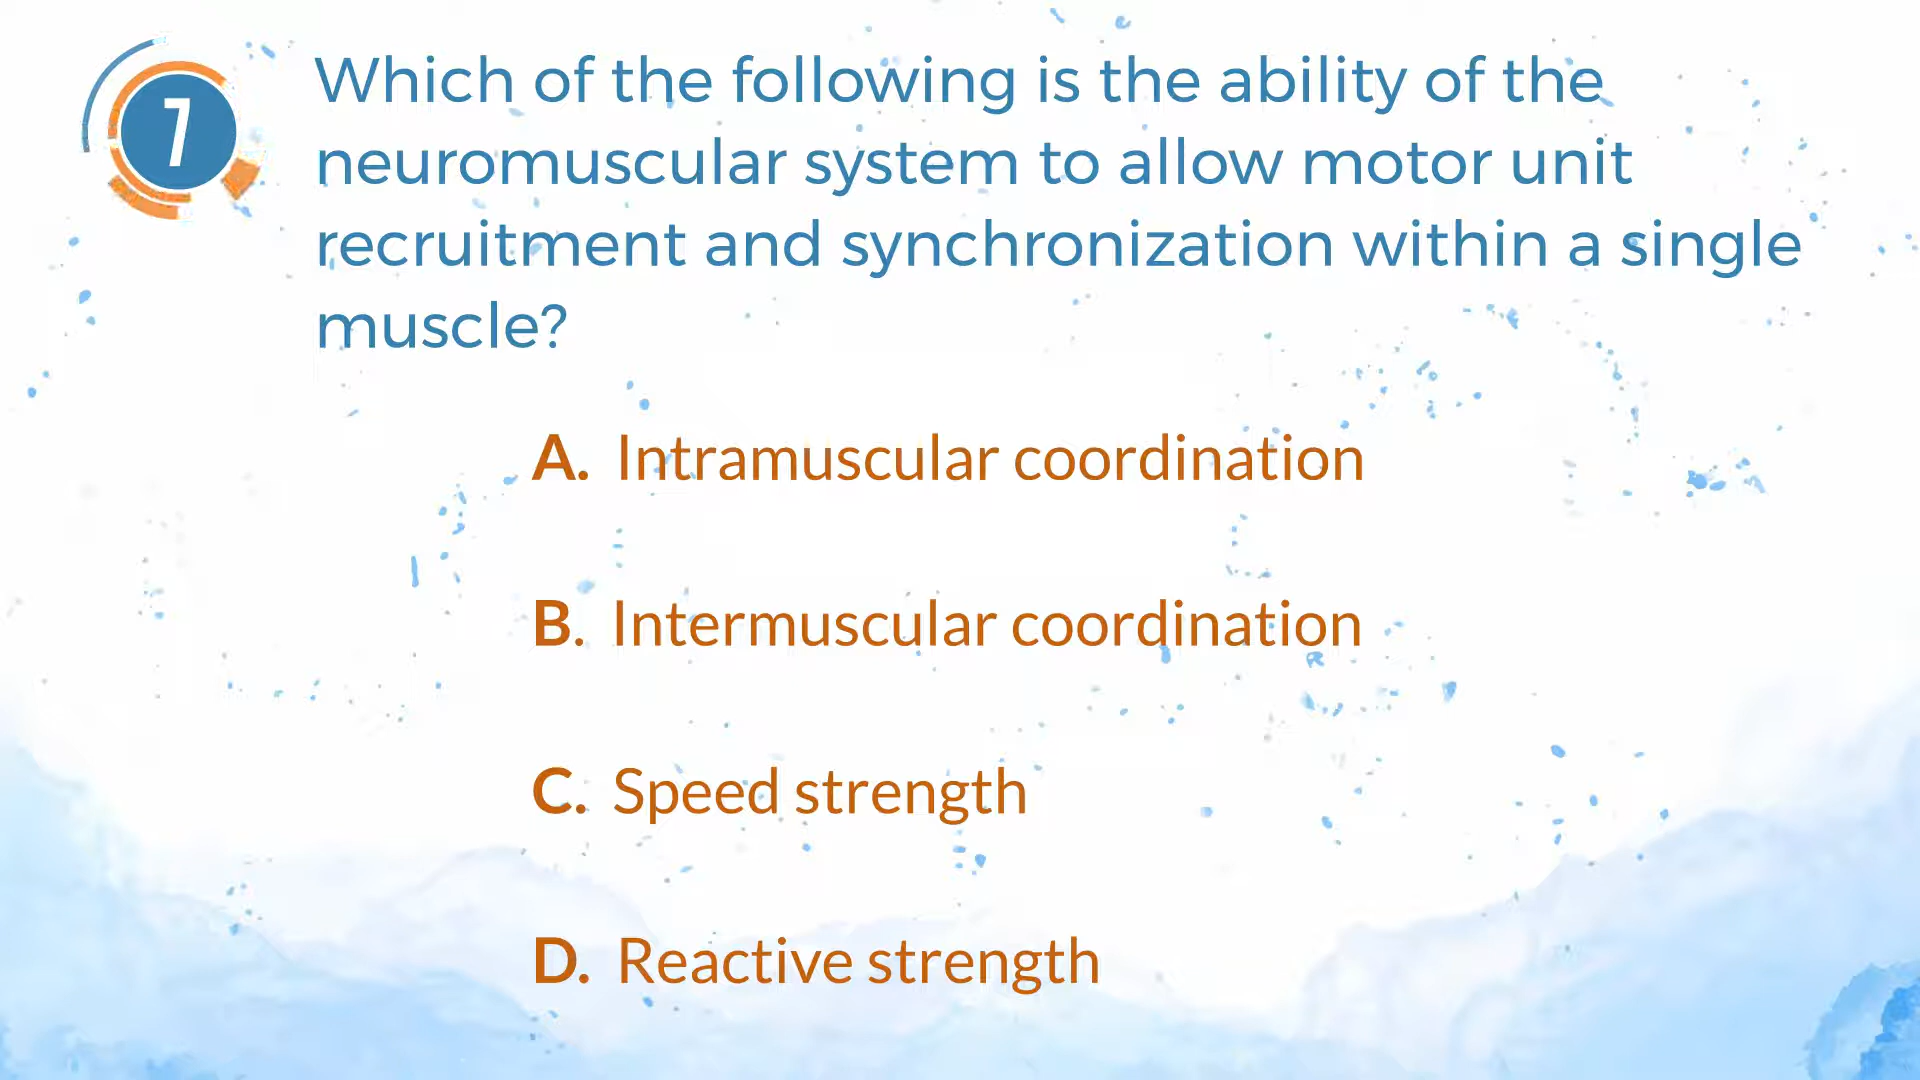 7
Which of the following is the ability of the
neuromuscular system to allow motor unit
recruitment and synchronization within a single
muscle?
A. Intramuscular coordination
B. Intermuscular coordination
C. Speed strength
D. Reactive strength